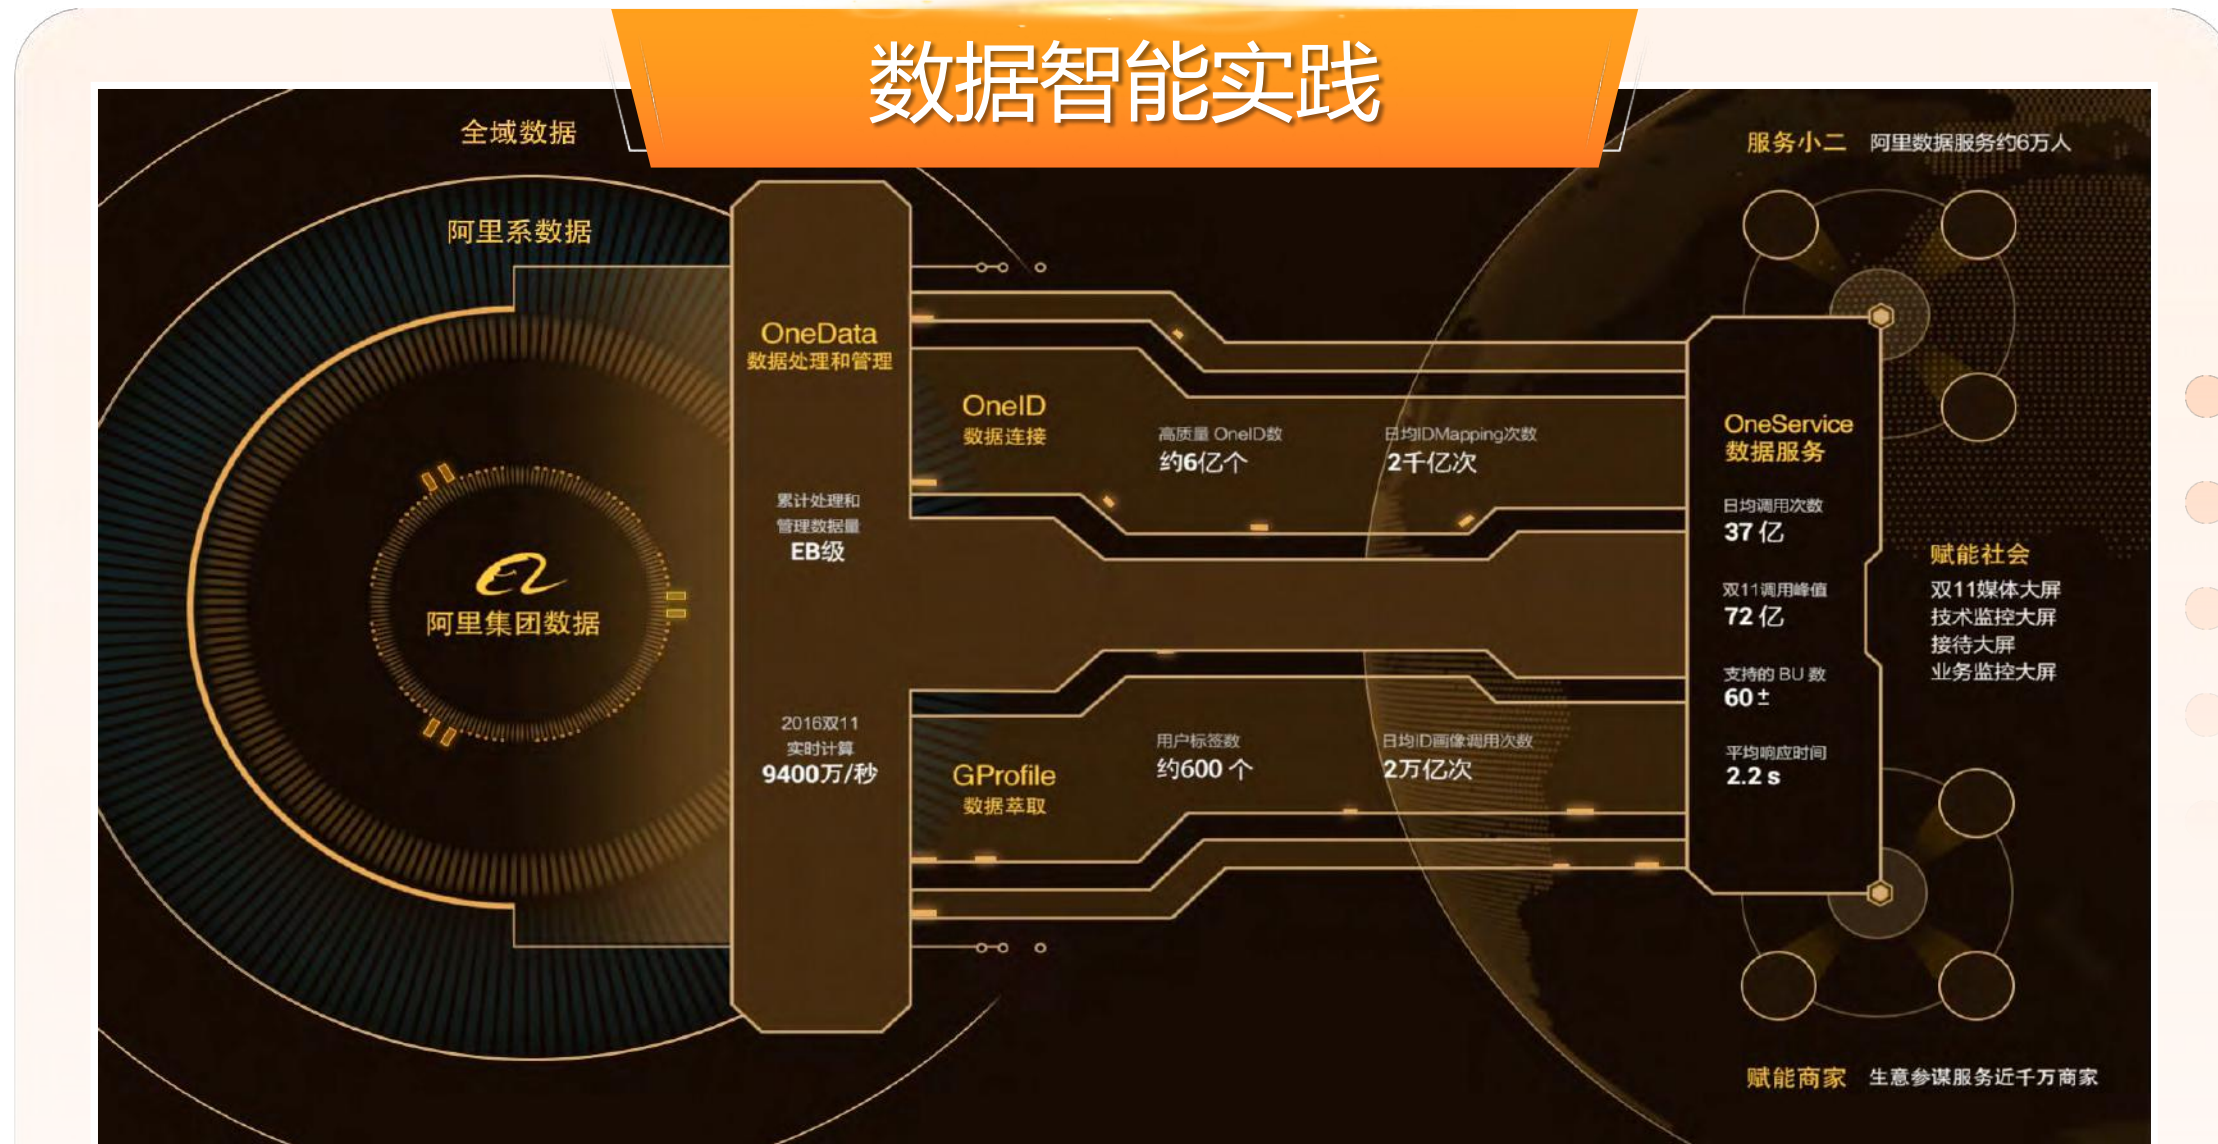 数据智能实践
全域数据
阿里系数据
阿里集团数据
OneData
数据处理和管理
累计处理和
管理数据量
EB级
2016双11
实时计算
9400万/秒
OneID
数据连接
高质量 OneID数
约6亿个
日均IDMapping次数
2千亿次
GProfile
数据萃取
用户标签数
约600 个
日均ID画像调用次数
2万亿次
OneService
数据服务
日均调用次数
37 亿
双11调用峰值
72 亿
支持的 BU 数
60 ±
平均响应时间
2.2 s
服务小二 阿里数据服务约6万人
赋能社会
双11媒体大屏
技术监控大屏
接待大屏
业务监控大屏
赋能商家 生意参谋服务近千万商家